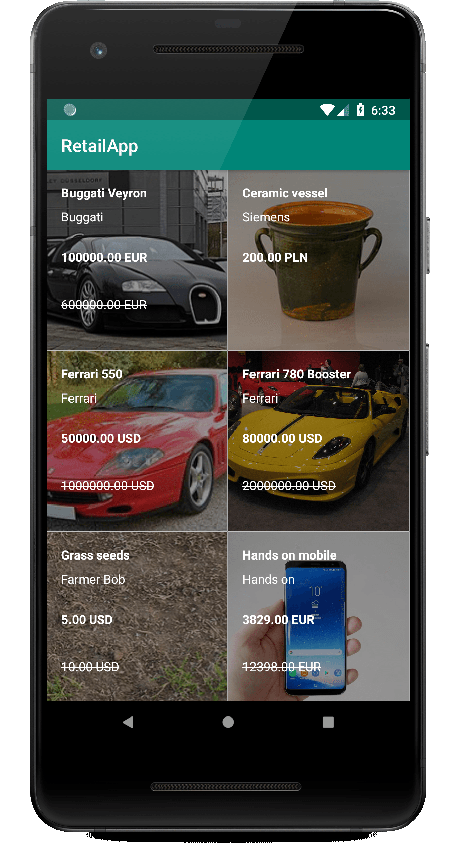 6:33
RetailApp
Buggati Veyron
Buggati
100000.00 EUR
600000.00 EUR
Ceramic vessel
Siemens
200.00 PLN
Ferrari 550
Ferrari
50000.00 USD
1000000.00 USD
Ferrari 780 Booster
Ferrari
80000.00 USD
2000000.00 USD
Grass seeds
Farmer Bob
5.00 USD
10.00 USD
Hands on mobile
Hands on
3829.00 EUR
12398.00 EUR